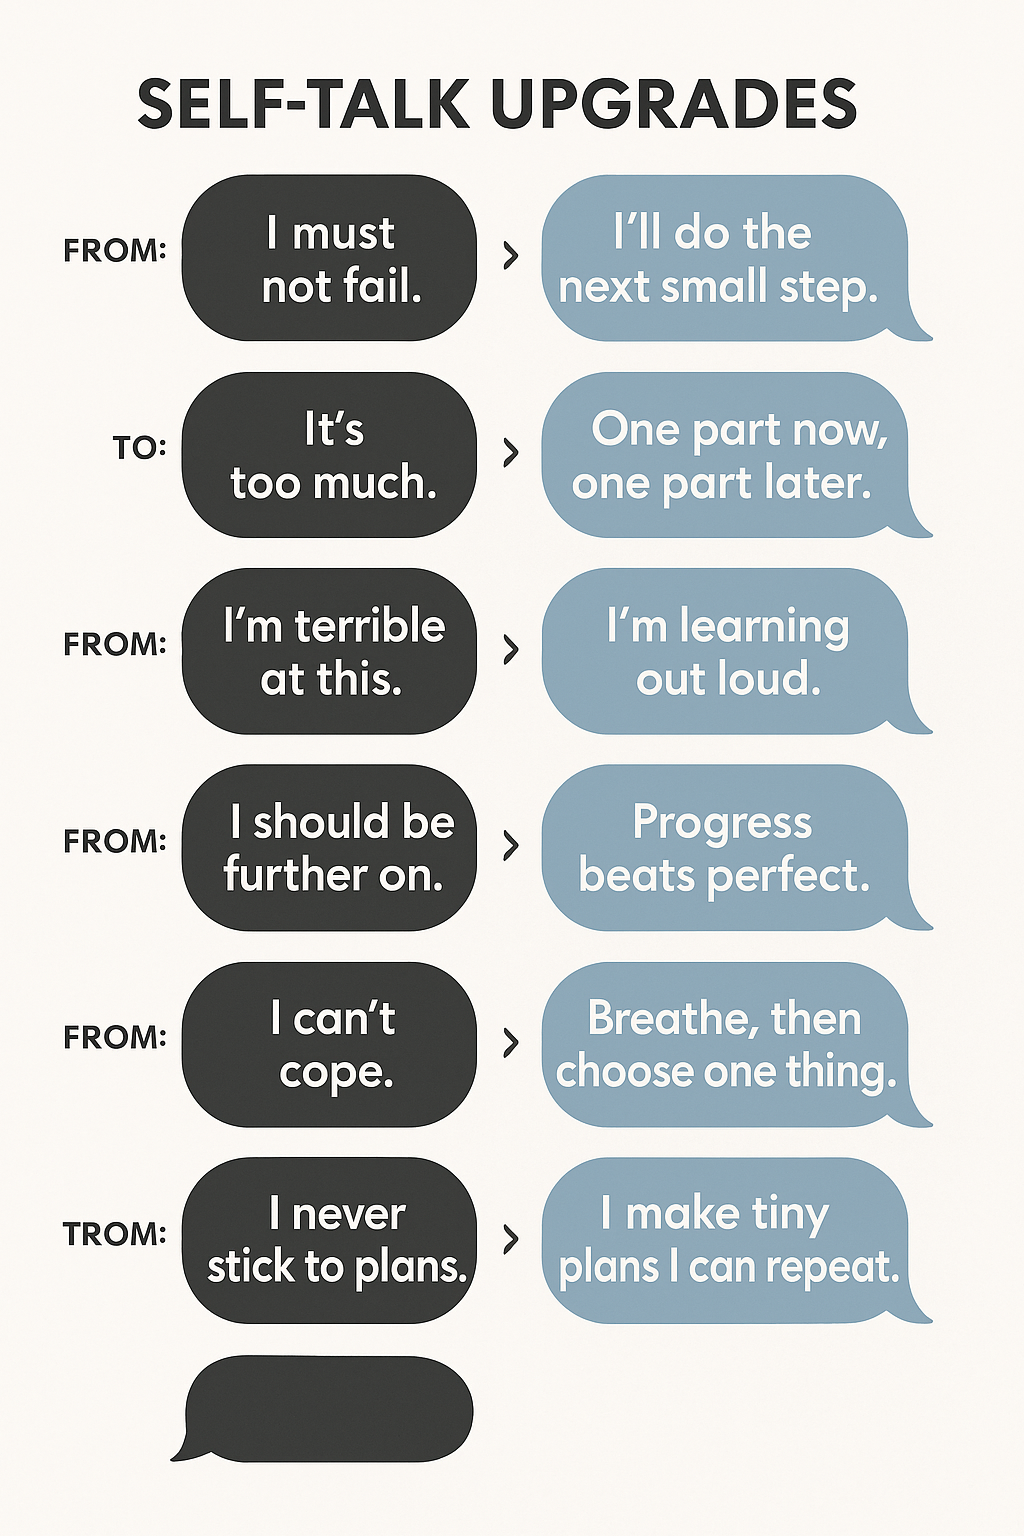 SELF-TALK UPGRADES
FROM:
I must
not fail.
›
I’ll do the
next small step.
TO:
It’s
too much.
›
One part now,
one part later.
FROM:
I’m terrible
at this.
›
I’m learning
out loud.
FROM:
I should be
further on.
›
Progress
beats perfect.
FROM:
I can’t
cope.
›
Breathe, then
choose one thing.
TROM:
I never
stick to plans.
›
I make tiny
plans I can repeat.